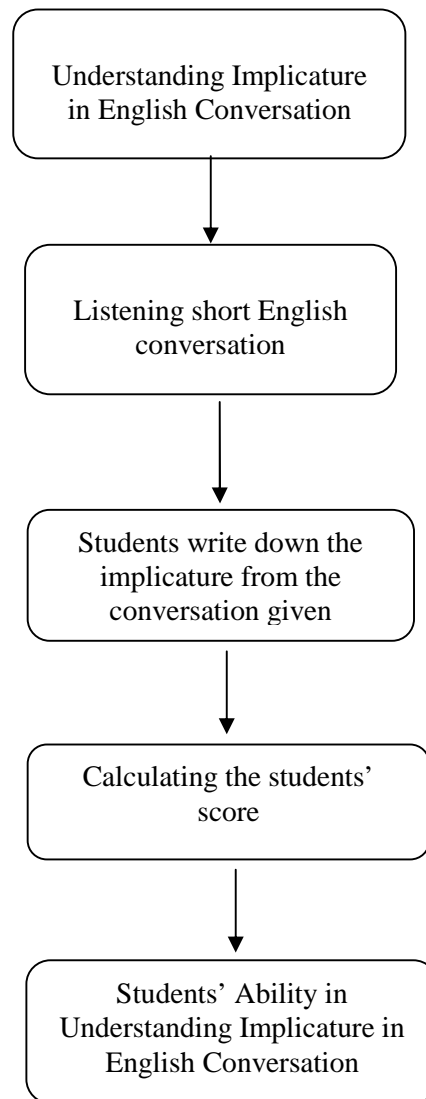 Understanding Implicature
in English Conversation
Listening short English
conversation
Students write down the
implicature from the
conversation given
Calculating the students’
score
Students’ Ability in
Understanding Implicature in
English Conversation